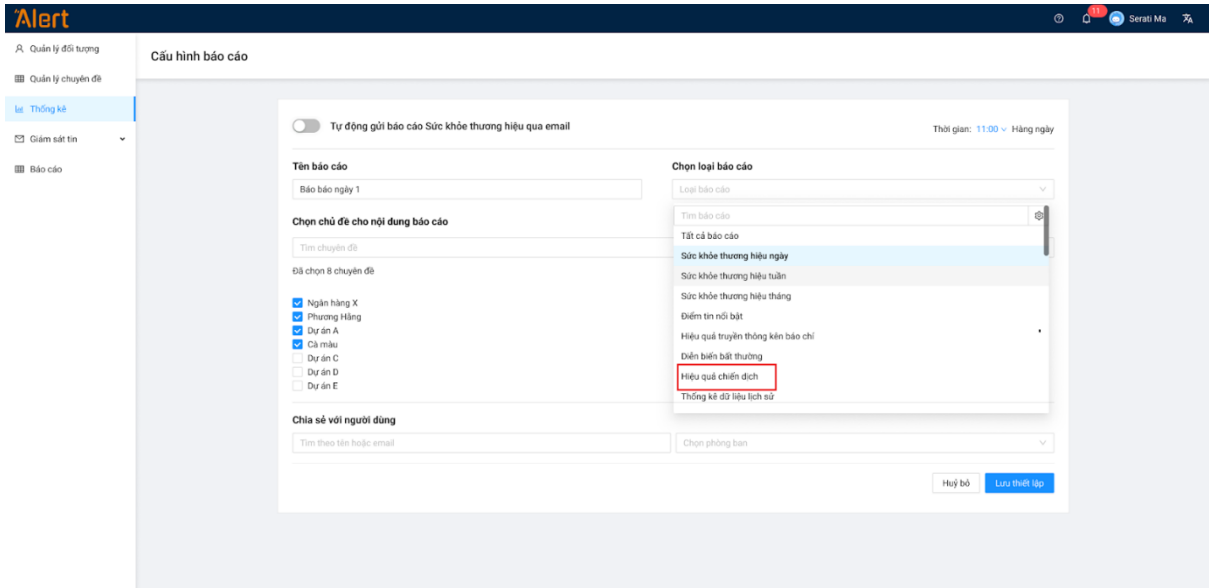 Alert
11
Serati Ma
Quản lý đối tượng
Quản lý chuyên đề
Thống kê
Giám sát tin
Báo cáo
Cấu hình báo cáo
Tự động gửi báo cáo Sức khỏe thương hiệu qua email
Thời gian: 11:00 Hàng ngày
Tên báo cáo
Báo báo ngày 1
Chọn loại báo cáo
Loại báo cáo
Tìm báo cáo
Tất cả báo cáo
Sức khỏe thương hiệu ngày
Sức khỏe thương hiệu tuần
Sức khỏe thương hiệu tháng
Điểm tin nổi bật
Hiệu quả truyền thông kên báo chí
Diễn biến bất thường
Hiệu quả chiến dịch
Thống kê dữ liệu lịch sử
Chọn chủ đề cho nội dung báo cáo
Tìm chuyên đề
Đã chọn 8 chuyên đề
Ngân hàng X
Phương Hằng
Dự án A
Cà màu
Dự án C
Dự án D
Dự án E
Chia sẻ với người dùng
Tìm theo tên hoặc email
Chọn phòng ban
Huỷ bỏ
Lưu thiết lập